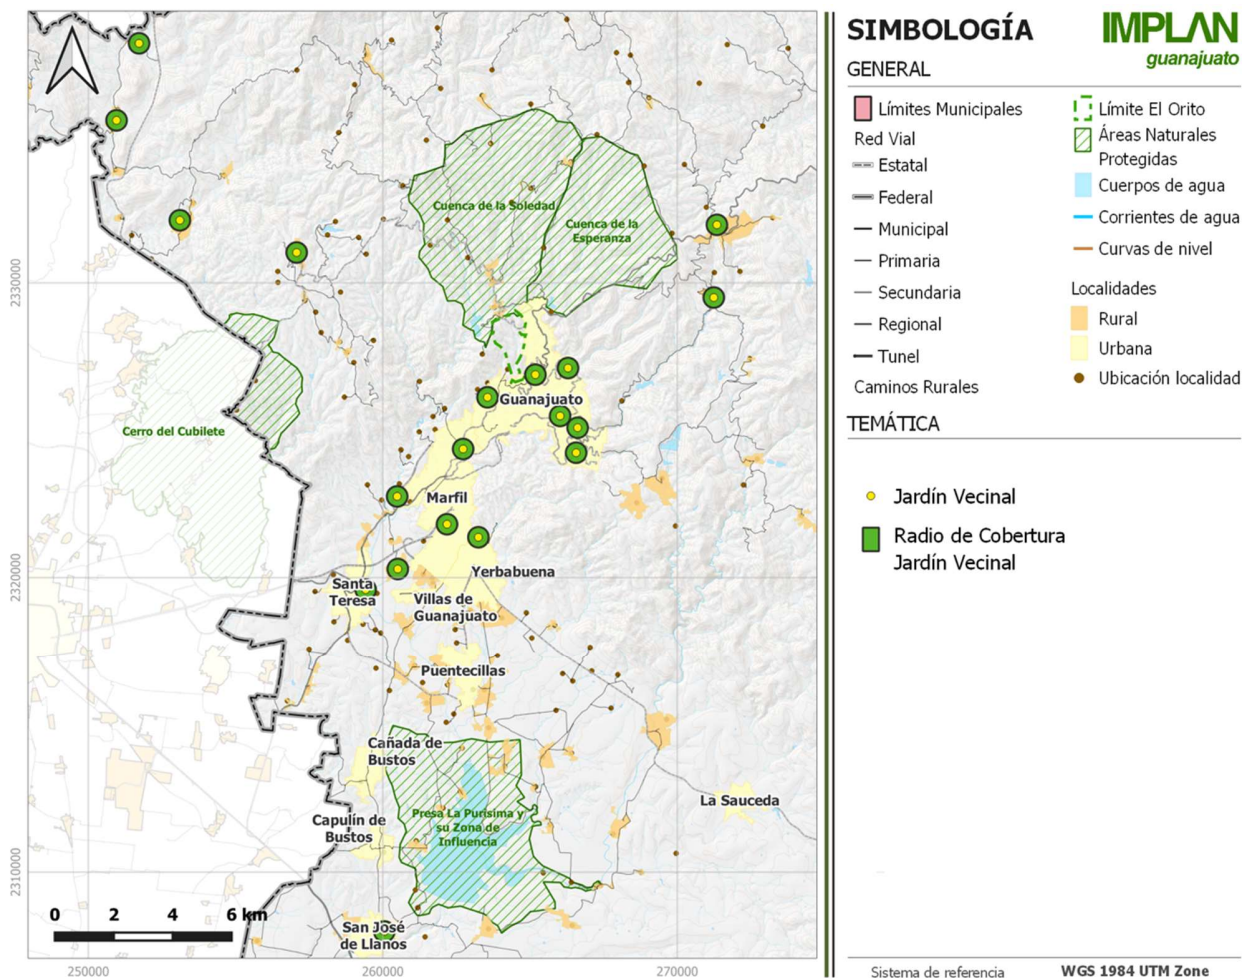 Cuenca de la Soledad
Cuenca de la
Esperanza
Cerro del Cubilete
Guanajuato
Marfil
Yerbabuena
Santa
Teresa
Villas de
Guanajuato
Puentecillas
Cañada de
Bustos
Capulín de
Bustos
Presa La Purísima y
su Zona de
Influencia
La Sauceda
San José
de Llanos
2330000
2320000
2310000
0 2 4 6 km
250000 260000 270000
SIMBOLOGÍA
IMPLAN
guanajuato
GENERAL
Límites Municipales
Red Vial
Estatal
Federal
Municipal
Primaria
Secundaria
Regional
Tunel
Caminos Rurales
Límite El Orito
Áreas Naturales
Protegidas
Cuerpos de agua
Corrientes de agua
Curvas de nivel
Localidades
Rural
Urbana
Ubicación localidad
TEMÁTICA
Jardín Vecinal
Radio de Cobertura
Jardín Vecinal
Sistema de referencia WGS 1984 UTM Zone